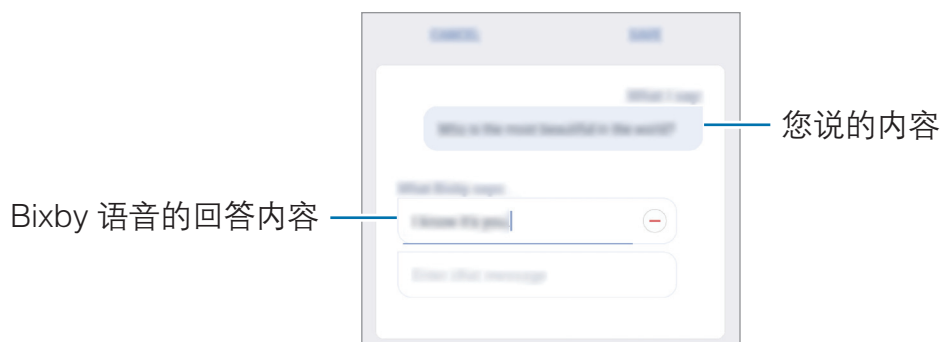 CANCEL
SAVE
What I say:
Who is the most beautiful in the world?
您说的内容
What Bixby says:
Bixby 语音的回答内容
I know it's you.
Enter chat message